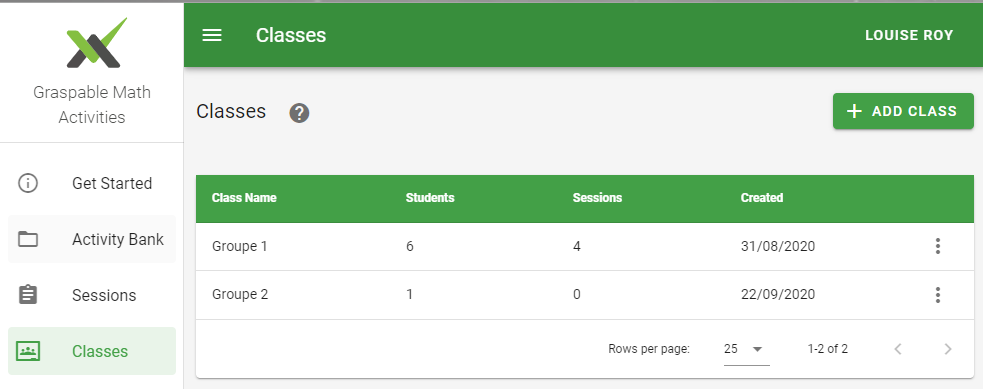 Graspable Math
Activities
Get Started
Activity Bank
Sessions
Classes
Classes
LOUISE ROY
Classes
ADD CLASS
Class Name Students Sessions Created
Groupe 1 6 4 31/08/2020
Groupe 2 1 0 22/09/2020
Rows per page: 25 1-2 of 2